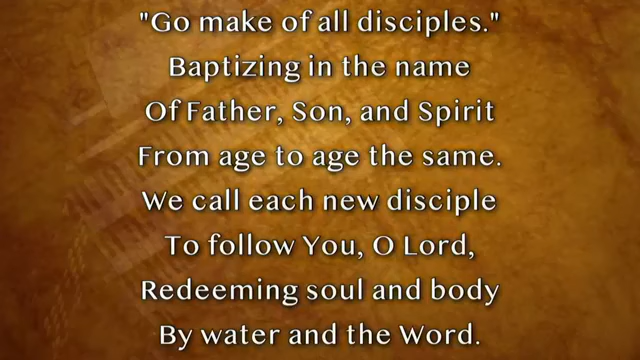 "Go make of all disciples."
Baptizing in the name
Of Father, Son, and Spirit
From age to age the same.
We call each new disciple
To follow You, O Lord,
Redeeming soul and body
By water and the Word.